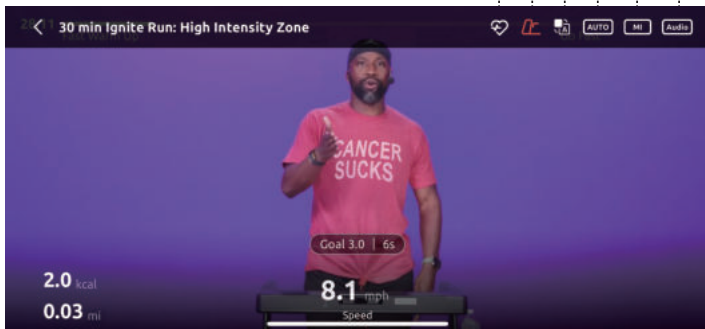 30 min Ignite Run: High Intensity Zone
AUTO
MI
Audio
CANCER
SUCKS
Goal 3.0 | 6s
2.0 kcal
8.1 mph
0.03 mi
Speed